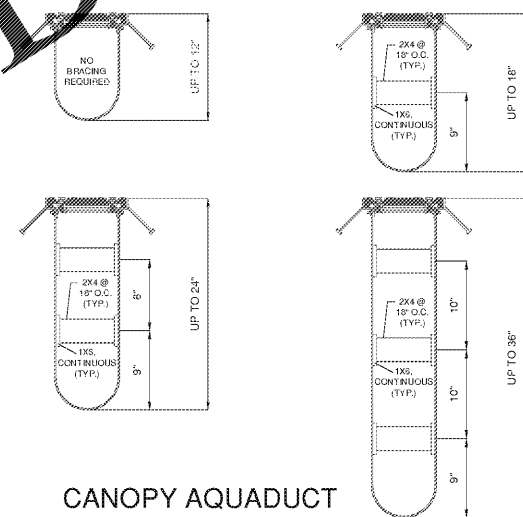 NO
BRACING
REQUIRED
UP TO 12"
2X4 @
18" O.C.
(TYP.)
1X6,
CONTINUOUS
(TYP.)
9"
UP TO 18"
2X4 @
18" O.C.
(TYP.)
1X6,
CONTINUOUS
(TYP.)
8"
9"
UP TO 24"
2X4 @
18" O.C.
(TYP.)
1X6,
CONTINUOUS
(TYP.)
10"
10"
9"
UP TO 36"
CANOPY AQUADUCT